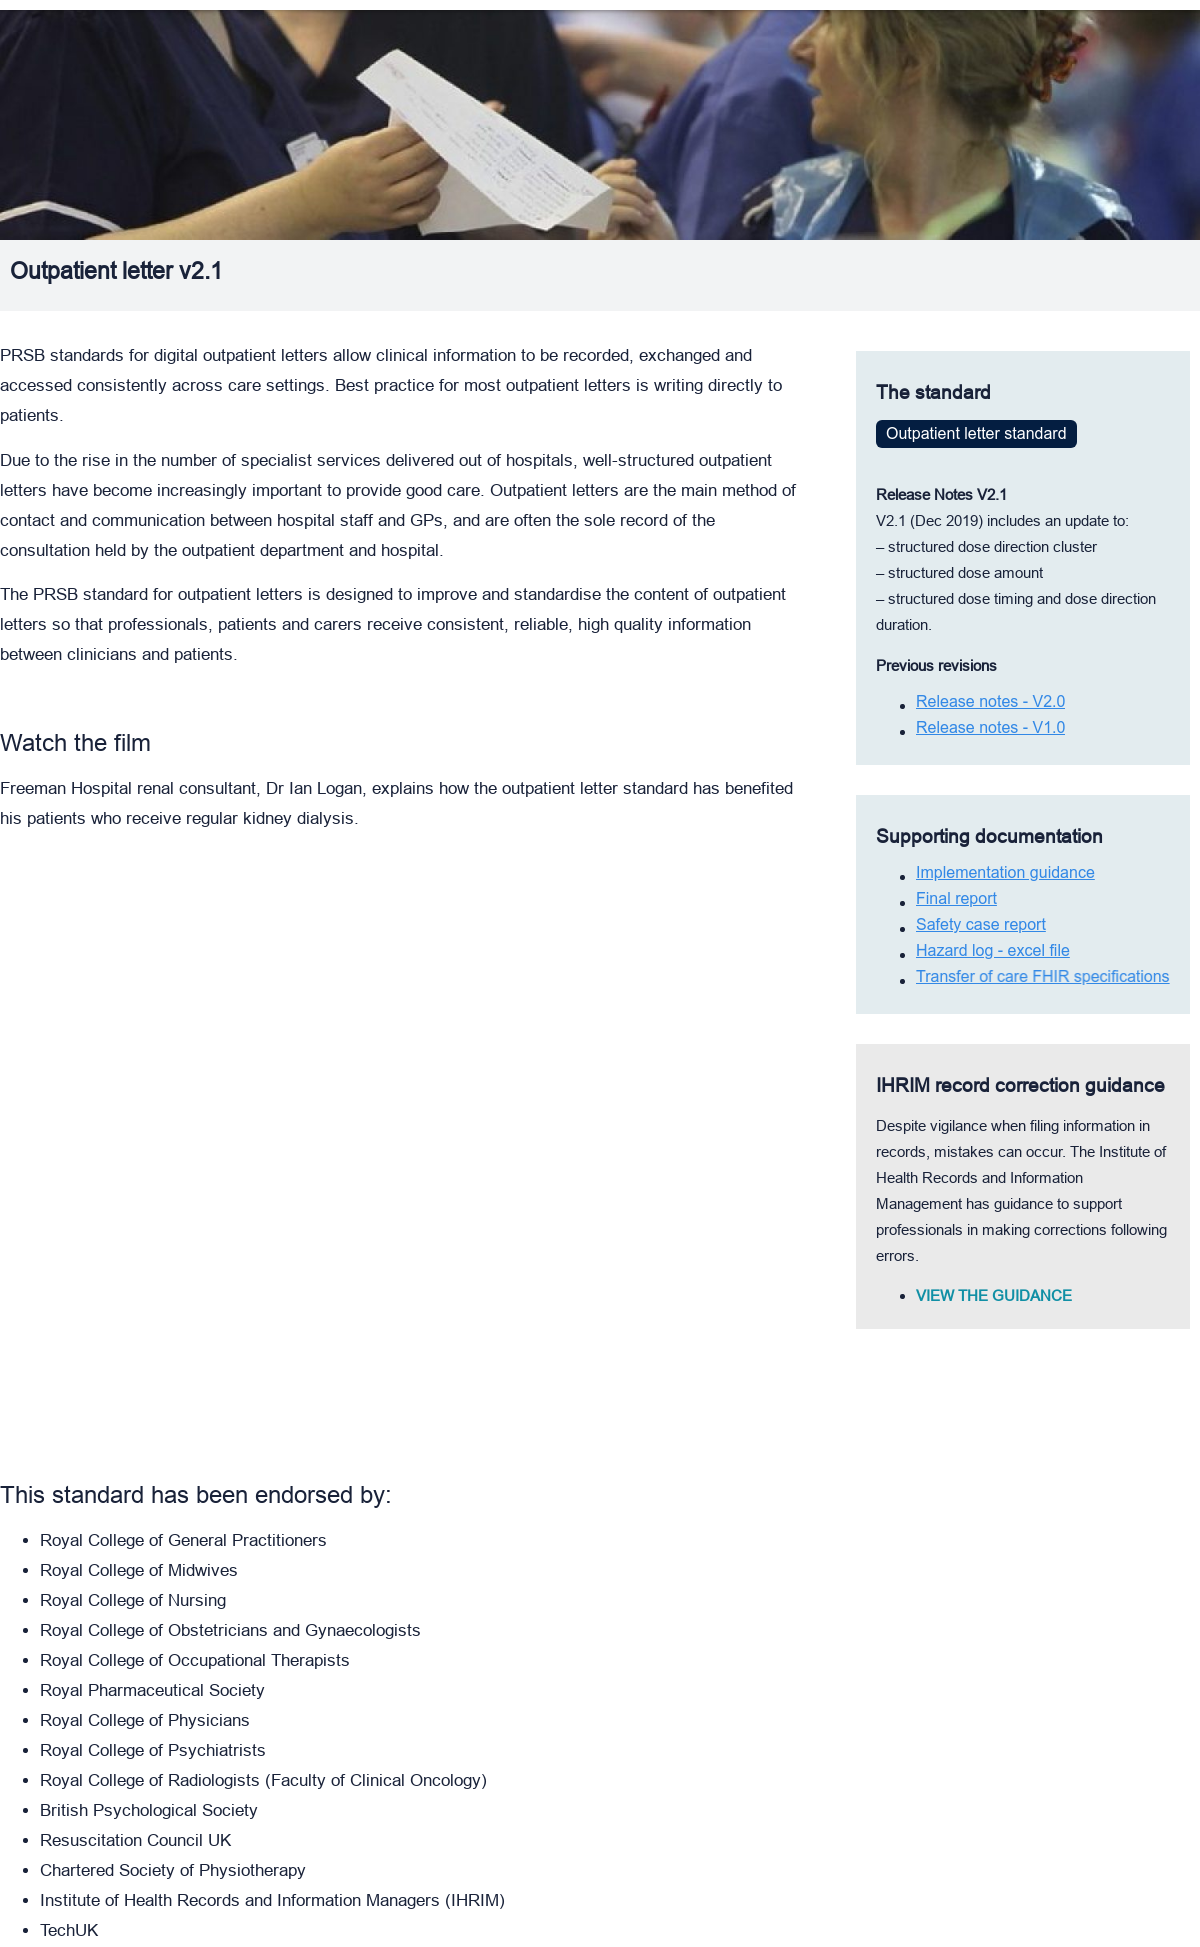 Outpatient letter v2.1
PRSB standards for digital outpatient letters allow clinical information to be recorded, exchanged and
accessed consistently across care settings. Best practice for most outpatient letters is writing directly to
patients.
Due to the rise in the number of specialist services delivered out of hospitals, well-structured outpatient
letters have become increasingly important to provide good care. Outpatient letters are the main method of
contact and communication between hospital staff and GPs, and are often the sole record of the
consultation held by the outpatient department and hospital.
The PRSB standard for outpatient letters is designed to improve and standardise the content of outpatient
letters so that professionals, patients and carers receive consistent, reliable, high quality information
between clinicians and patients.
Watch the film
Freeman Hospital renal consultant, Dr Ian Logan, explains how the outpatient letter standard has benefited
his patients who receive regular kidney dialysis.
The standard
Outpatient letter standard
Release Notes V2.1
V2.1 (Dec 2019) includes an update to:
– structured dose direction cluster
– structured dose amount
– structured dose timing and dose direction
duration.
Previous revisions
Release notes - V2.0
Release notes - V1.0
Supporting documentation
Implementation guidance
Final report
Safety case report
Hazard log - excel file
Transfer of care FHIR specifications
IHRIM record correction guidance
Despite vigilance when filing information in
records, mistakes can occur. The Institute of
Health Records and Information
Management has guidance to support
professionals in making corrections following
errors.
VIEW THE GUIDANCE
This standard has been endorsed by:
Royal College of General Practitioners
Royal College of Midwives
Royal College of Nursing
Royal College of Obstetricians and Gynaecologists
Royal College of Occupational Therapists
Royal Pharmaceutical Society
Royal College of Physicians
Royal College of Psychiatrists
Royal College of Radiologists (Faculty of Clinical Oncology)
British Psychological Society
Resuscitation Council UK
Chartered Society of Physiotherapy
Institute of Health Records and Information Managers (IHRIM)
TechUK